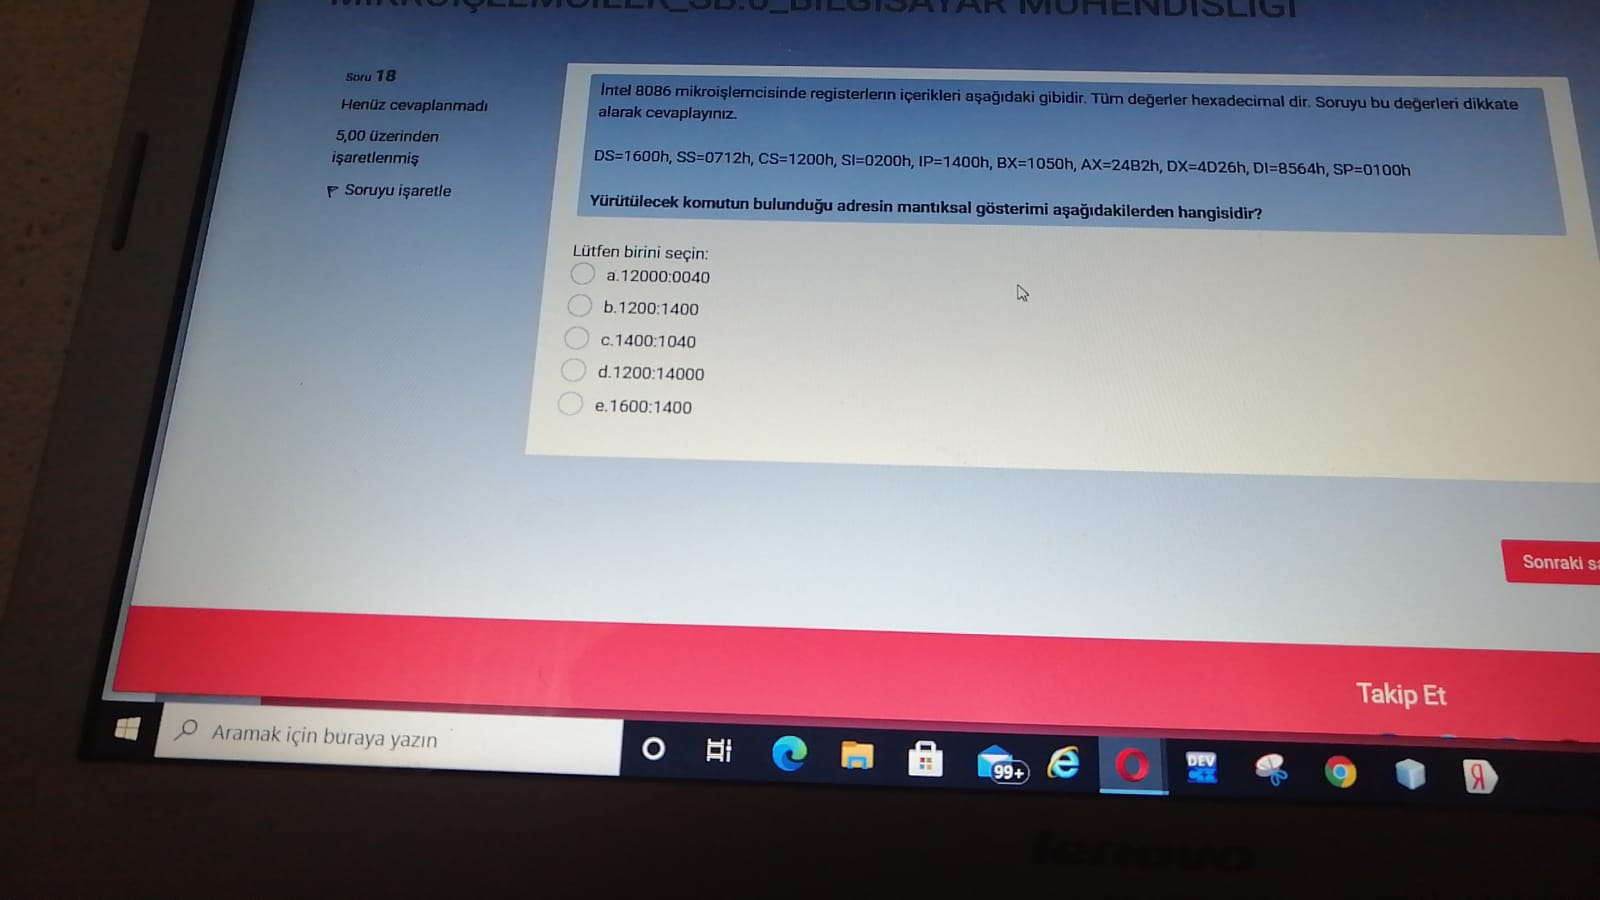 MİKROİŞLEMCİLER_SB.0_BİLGİSAYAR MÜHENDİSLİĞİ
Soru 18
Henüz cevaplanmadı
5,00 üzerinden
işaretlenmiş
Soruyu işaretle
İntel 8086 mikroişlemcisinde registerlerın içerikleri aşağıdaki gibidir. Tüm değerler hexadecimal dir. Soruyu bu değerleri dikkate
alarak cevaplayınız.
DS=1600h, SS=0712h, CS=1200h, SI=0200h, IP=1400h, BX=1050h, AX=24B2h, DX=4D26h, DI=8564h, SP=0100h
Yürütülecek komutun bulunduğu adresin mantıksal gösterimi aşağıdakilerden hangisidir?
Lütfen birini seçin:
a.12000:0040
b.1200:1400
c.1400:1040
d.1200:14000
e.1600:1400
Sonraki
Takip Et
Aramak için buraya yazın
99+
DEV
lenovo